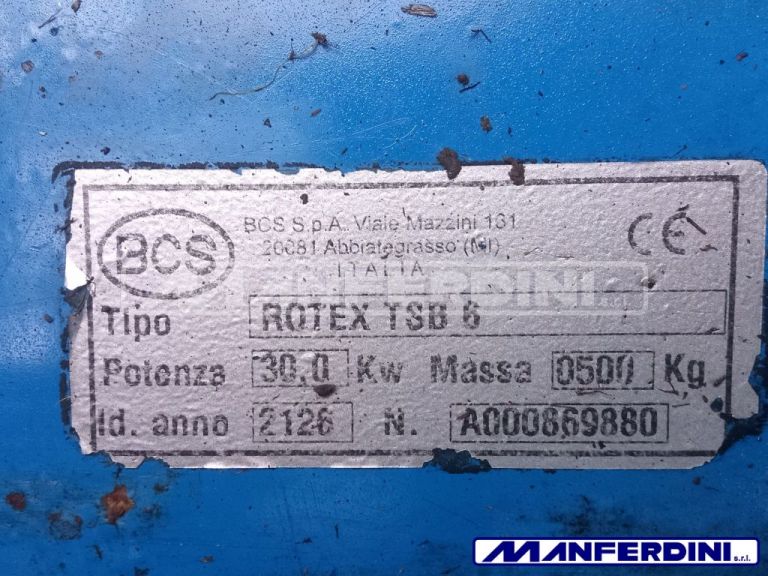 BCS
BCS S.p.A. Viale Mazzini 161
20081 Abbiategrasso (MI)
ITALIA
CE
MANFERDINI s.r.l.
Tipo ROTEX TSB 6
Potenza 30,0 Kw Massa 0500 Kg
Id. anno 2126 N. A000869880
MANFERDINI s.r.l.